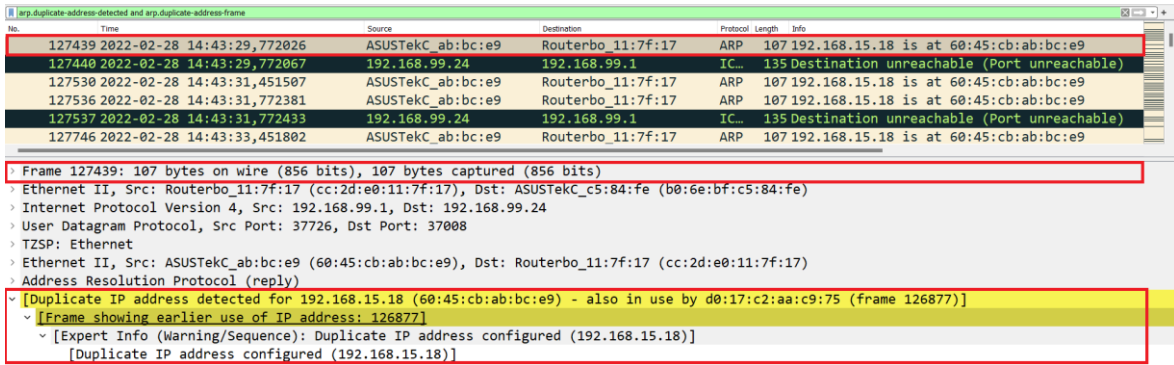 arp.duplicate-address-detected and arp.duplicate-address-frame
No. Time Source Destination Protocol Length Info
127439 2022-02-28 14:43:29,772026 ASUSTekC_ab:bc:e9 Routerbo_11:7f:17 ARP 107 192.168.15.18 is at 60:45:cb:ab:bc:e9
127440 2022-02-28 14:43:29,772067 192.168.99.24 192.168.99.1 IC… 135 Destination unreachable (Port unreachable)
127530 2022-02-28 14:43:31,451507 ASUSTekC_ab:bc:e9 Routerbo_11:7f:17 ARP 107 192.168.15.18 is at 60:45:cb:ab:bc:e9
127536 2022-02-28 14:43:31,772381 ASUSTekC_ab:bc:e9 Routerbo_11:7f:17 ARP 107 192.168.15.18 is at 60:45:cb:ab:bc:e9
127537 2022-02-28 14:43:31,772433 192.168.99.24 192.168.99.1 IC… 135 Destination unreachable (Port unreachable)
127746 2022-02-28 14:43:33,451802 ASUSTekC_ab:bc:e9 Routerbo_11:7f:17 ARP 107 192.168.15.18 is at 60:45:cb:ab:bc:e9
Frame 127439: 107 bytes on wire (856 bits), 107 bytes captured (856 bits)
Ethernet II, Src: Routerbo_11:7f:17 (cc:2d:e0:11:7f:17), Dst: ASUSTekC_c5:84:fe (b0:6e:bf:c5:84:fe)
Internet Protocol Version 4, Src: 192.168.99.1, Dst: 192.168.99.24
User Datagram Protocol, Src Port: 37726, Dst Port: 37008
TZSP: Ethernet
Ethernet II, Src: ASUSTekC_ab:bc:e9 (60:45:cb:ab:bc:e9), Dst: Routerbo_11:7f:17 (cc:2d:e0:11:7f:17)
Address Resolution Protocol (reply)
[Duplicate IP address detected for 192.168.15.18 (60:45:cb:ab:bc:e9) - also in use by d0:17:c2:aa:c9:75 (frame 126877)]
[Frame showing earlier use of IP address: 126877]
[Expert Info (Warning/Sequence): Duplicate IP address configured (192.168.15.18)]
[Duplicate IP address configured (192.168.15.18)]